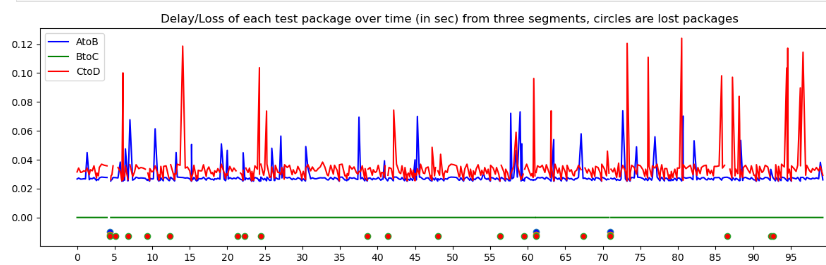 Delay/Loss of each test package over time (in sec) from three segments, circles are lost packages
AtoB
BtoC
CtoD
0.12
0.10
0.08
0.06
0.04
0.02
0.00
0 5 10 15 20 25 30 35 40 45 50 55 60 65 70 75 80 85 90 95